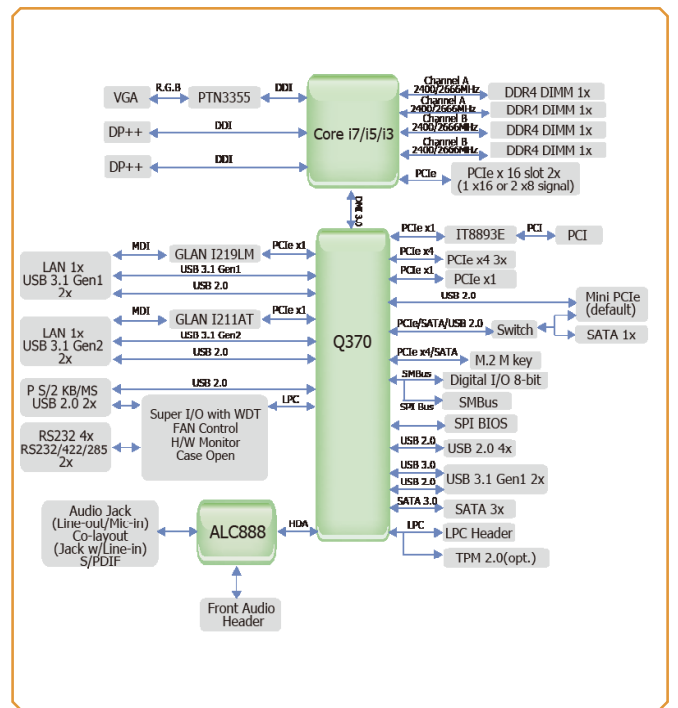 VGA
R.G.B
PTN3355
DDI
DP++
DDI
DP++
DDI
Core i7/i5/i3
Channel A
2400/2666MHz
DDR4 DIMM 1x
Channel A
2400/2666MHz
DDR4 DIMM 1x
Channel B
2400/2666MHz
DDR4 DIMM 1x
Channel B
2400/2666MHz
DDR4 DIMM 1x
PCIe
PCIe x 16 slot 2x
(1 x16 or 2 x8 signal)
DMI 3.0
LAN 1x
USB 3.1 Gen1
2x
MDI
GLAN I219LM
PCIe x1
USB 3.1 Gen1
USB 2.0
LAN 1x
USB 3.1 Gen2
2x
MDI
GLAN I211AT
PCIe x1
USB 3.1 Gen2
USB 2.0
P S/2 KB/MS
USB 2.0 2x
USB 2.0
RS232 4x
RS232/422/285
2x
Super I/O with WDT
FAN Control
H/W Monitor
Case Open
LPC
Q370
PCIe x1
IT8893E
PCI
PCI
PCIe x4
PCIe x4 3x
PCIe x1
PCIe x1
USB 2.0
Mini PCIe
(default)
PCIe/SATA/USB 2.0
Switch
SATA 1x
PCIe x4/SATA
M.2 M key
SMBus
Digital I/O 8-bit
SMBus
SPI Bus
SPI BIOS
USB 2.0
USB 2.0 4x
USB 3.0
USB 2.0
USB 3.1 Gen1 2x
SATA 3.0
SATA 3x
LPC
LPC Header
TPM 2.0(opt.)
Audio Jack
(Line-out/Mic-in)
Co-layout
(Jack w/Line-in)
S/PDIF
ALC888
HDA
Front Audio
Header